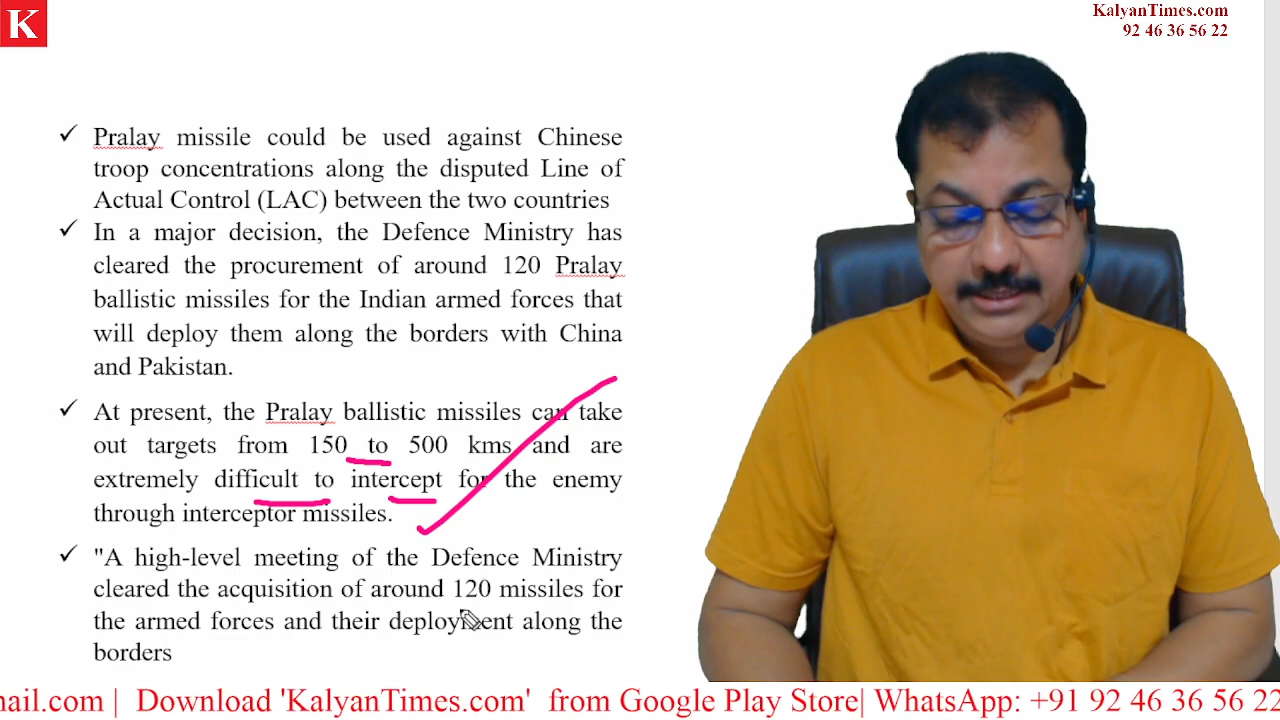 K
KalyanTimes.com
92 46 36 56 22
✓ Pralay missile could be used against Chinese
troop concentrations along the disputed Line of
Actual Control (LAC) between the two countries
✓ In a major decision, the Defence Ministry has
cleared the procurement of around 120 Pralay
ballistic missiles for the Indian armed forces that
will deploy them along the borders with China
and Pakistan.
✓ At present, the Pralay ballistic missiles can take
out targets from 150 to 500 kms and are
extremely difficult to intercept for the enemy
through interceptor missiles.
✓ "A high-level meeting of the Defence Ministry
cleared the acquisition of around 120 missiles for
the armed forces and their deployment along the
borders
mail.com | Download 'KalyanTimes.com' from Google Play Store| WhatsApp: +91 92 46 36 56 22